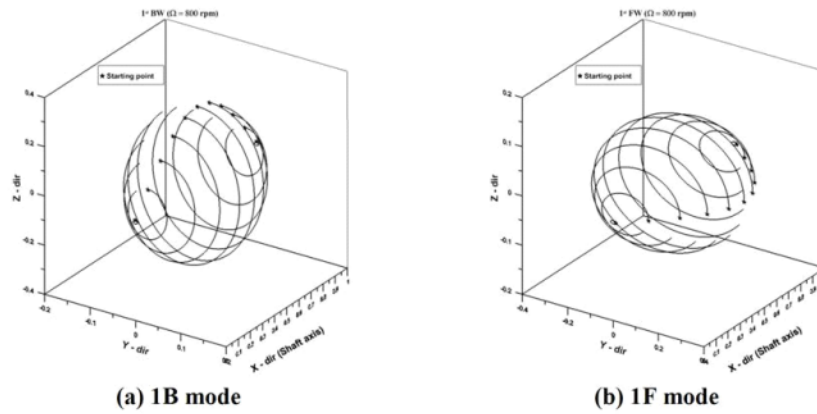 1st BW (Ω = 800 rpm)
★ Starting point
0.4
0.2
0
-0.2
-0.4
Z - dir
-0.2
-0.1
0
0.1
Y - dir
X - dir (Shaft axis)
1
(a) 1B mode
1st FW (Ω = 800 rpm)
★ Starting point
0.2
0.1
0
-0.1
-0.2
Z - dir
-0.4
-0.2
0
0.2
Y - dir
X - dir (Shaft axis)
(b) 1F mode